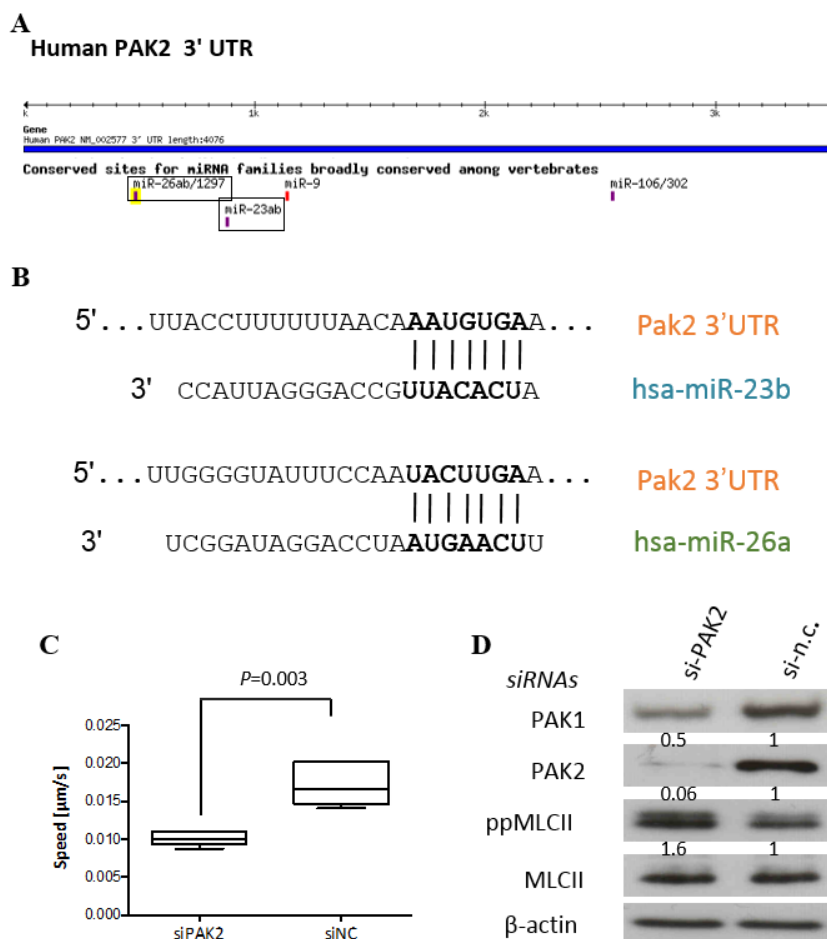 A
Human PAK2 3' UTR
k 1k 2k 3k
Gene
Human PAK2 NM_002577 3' UTR length:4076
Conserved sites for miRNA families broadly conserved among vertebrates
miR-26ab/1297 miR-9 miR-106/302
miR-23ab
B
5'...UUACCUUUUUUAACAAAUGUGAA... Pak2 3'UTR
3' CCAUUAGGGACCGUUACACUA hsa-miR-23b
5'...UUGGGGUAUUUCCAAUACUUGAA... Pak2 3'UTR
3' UCGGAUAGGACCUAAUGAACUU hsa-miR-26a
C
P=0.003
0.025
0.020
0.015
0.010
0.005
0.000
Speed [µm/s]
siPAK2 siNC
D
siRNAs si-PAK2 si-n.c.
PAK1
0.5 1
PAK2
0.06 1
ppMLCII
1.6 1
MLCII
β-actin